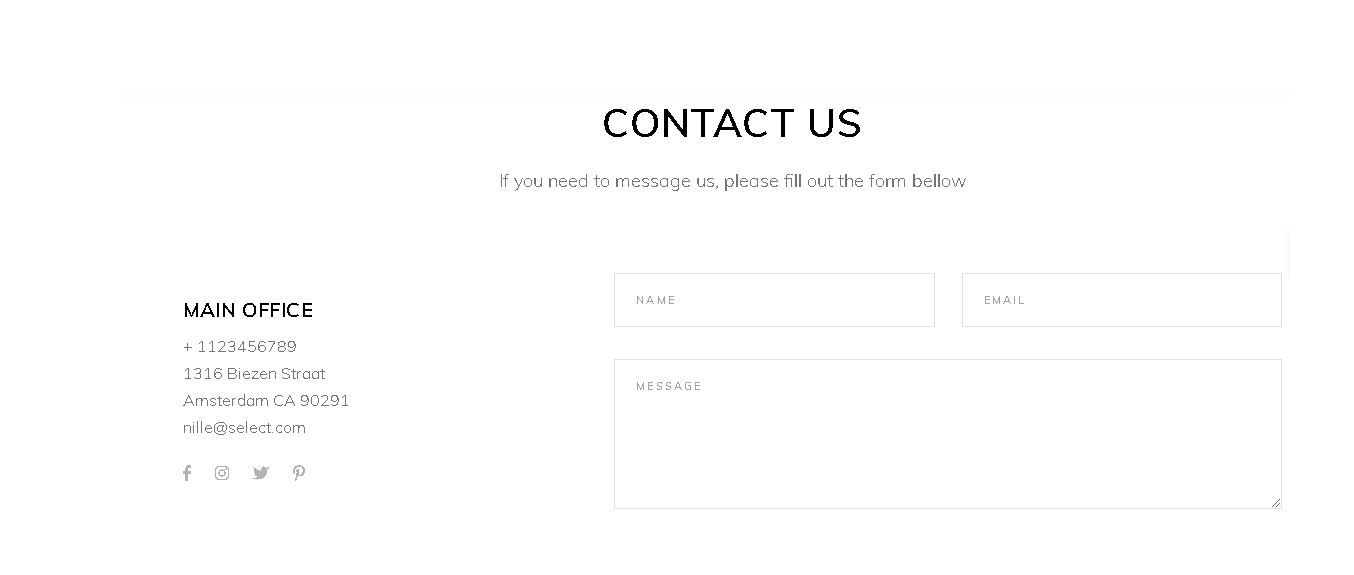 CONTACT US
If you need to message us, please fill out the form bellow
MAIN OFFICE
+ 1123456789
1316 Biezen Straat
Amsterdam CA 90291
nille@select.com
NAME
EMAIL
MESSAGE